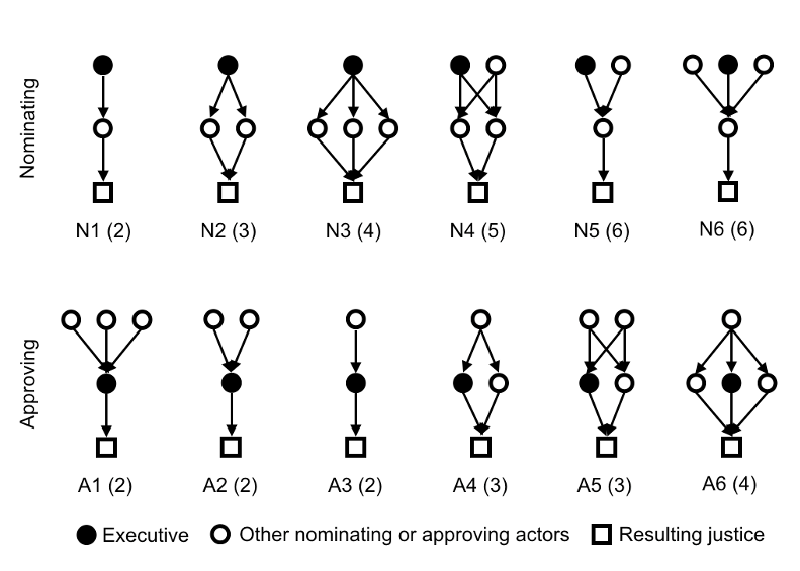 Nominating
N1 (2) N2 (3) N3 (4) N4 (5) N5 (6) N6 (6)
Approving
A1 (2) A2 (2) A3 (2) A4 (3) A5 (3) A6 (4)
Executive Other nominating or approving actors Resulting justice